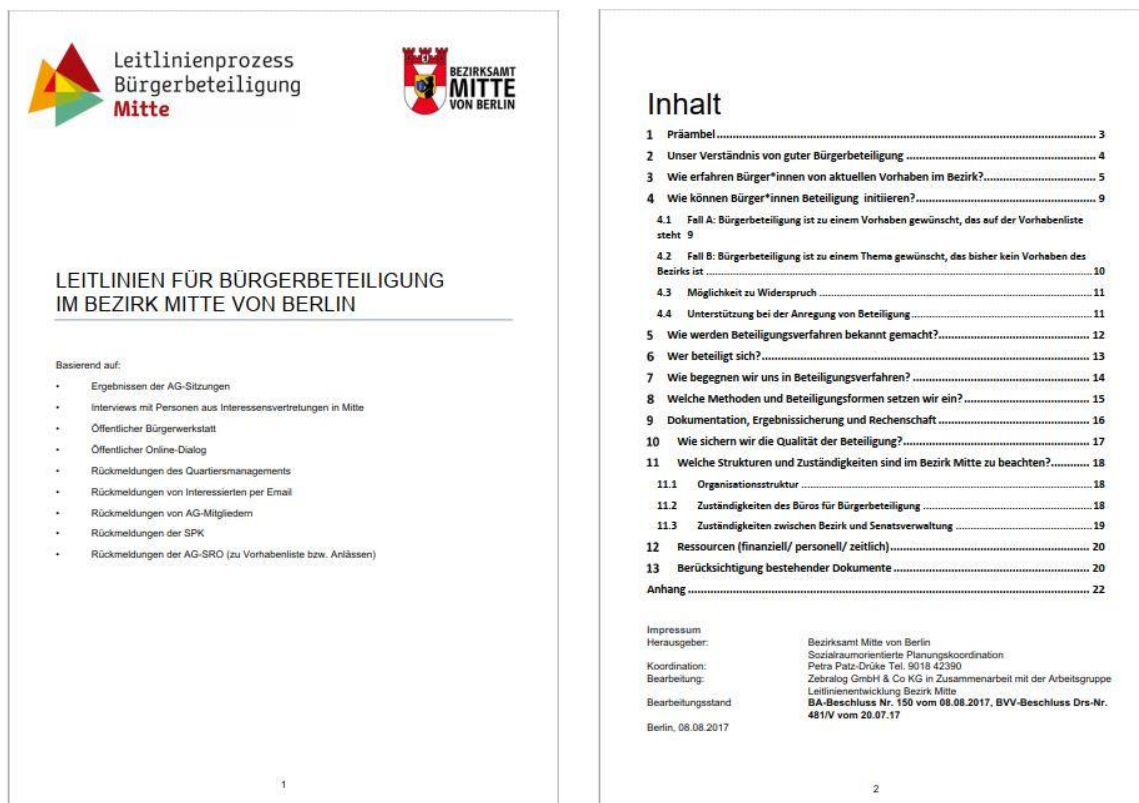 Leitlinienprozess
Bürgerbeteiligung
Mitte
BEZIRKSAMT
MITTE
VON BERLIN
LEITLINIEN FÜR BÜRGERBETEILIGUNG
IM BEZIRK MITTE VON BERLIN
Basierend auf:
• Ergebnissen der AG-Sitzungen
• Interviews mit Personen aus Interessensvertretungen in Mitte
• Öffentlicher Bürgerwerkstatt
• Öffentlicher Online-Dialog
• Rückmeldungen des Quartiersmanagements
• Rückmeldungen von Interessierten per Email
• Rückmeldungen von AG-Mitgliedern
• Rückmeldungen der SPK
• Rückmeldungen der AG-SRO (zu Vorhabenliste bzw. Anlässen)
1
Inhalt
1 Präambel 3
2 Unser Verständnis von guter Bürgerbeteiligung 4
3 Wie erfahren Bürger*innen von aktuellen Vorhaben im Bezirk? 5
4 Wie können Bürger*innen Beteiligung initiieren? 9
4.1 Fall A: Bürgerbeteiligung ist zu einem Vorhaben gewünscht, das auf der Vorhabenliste
steht 9
4.2 Fall B: Bürgerbeteiligung ist zu einem Thema gewünscht, das bisher kein Vorhaben des
Bezirks ist 10
4.3 Möglichkeit zu Widerspruch 11
4.4 Unterstützung bei der Anregung von Beteiligung 11
5 Wie werden Beteiligungsverfahren bekannt gemacht? 12
6 Wer beteiligt sich? 13
7 Wie begegnen wir uns in Beteiligungsverfahren? 14
8 Welche Methoden und Beteiligungsformen setzen wir ein? 15
9 Dokumentation, Ergebnissicherung und Rechenschaft 16
10 Wie sichern wir die Qualität der Beteiligung? 17
11 Welche Strukturen und Zuständigkeiten sind im Bezirk Mitte zu beachten? 18
11.1 Organisationsstruktur 18
11.2 Zuständigkeiten des Büros für Bürgerbeteiligung 18
11.3 Zuständigkeiten zwischen Bezirk und Senatsverwaltung 19
12 Ressourcen (finanziell/ personell/ zeitlich) 20
13 Berücksichtigung bestehender Dokumente 20
Anhang 22
Impressum
Herausgeber: Bezirksamt Mitte von Berlin
Sozialraumorientierte Planungskoordination
Koordination: Petra Patz-Drüke Tel. 9018 42390
Bearbeitung: Zebralog GmbH & Co KG in Zusammenarbeit mit der Arbeitsgruppe
Leitlinienentwicklung Bezirk Mitte
Bearbeitungsstand BA-Beschluss Nr. 150 vom 08.08.2017, BVV-Beschluss Drs-Nr.
481/V vom 20.07.17
Berlin, 08.08.2017
2